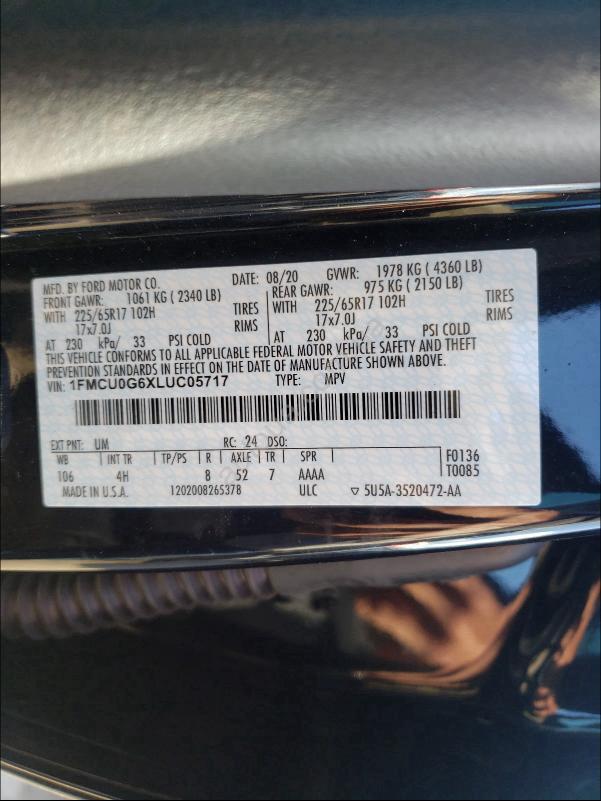 MFD. BY FORD MOTOR CO. DATE: 08/20 GVWR: 1978 KG ( 4360 LB)
FRONT GAWR: 1061 KG ( 2340 LB) REAR GAWR: 975 KG ( 2150 LB)
WITH 225/65R17 102H TIRES WITH 225/65R17 102H TIRES
17x7.0J RIMS 17x7.0J RIMS
AT 230 kPa/ 33 PSI COLD AT 230 kPa/ 33 PSI COLD
THIS VEHICLE CONFORMS TO ALL APPLICABLE FEDERAL MOTOR VEHICLE SAFETY AND THEFT
PREVENTION STANDARDS IN EFFECT ON THE DATE OF MANUFACTURE SHOWN ABOVE.
VIN: 1FMCU0G6XLUC05717 TYPE: MPV
EXT PNT: UM RC: 24 DSO:
WB INT TR TP/PS R AXLE TR SPR F0136
106 4H 8 52 7 AAAA T0085
MADE IN U.S.A. 1202008265378 ULC ▽ 5U5A-3520472-AA